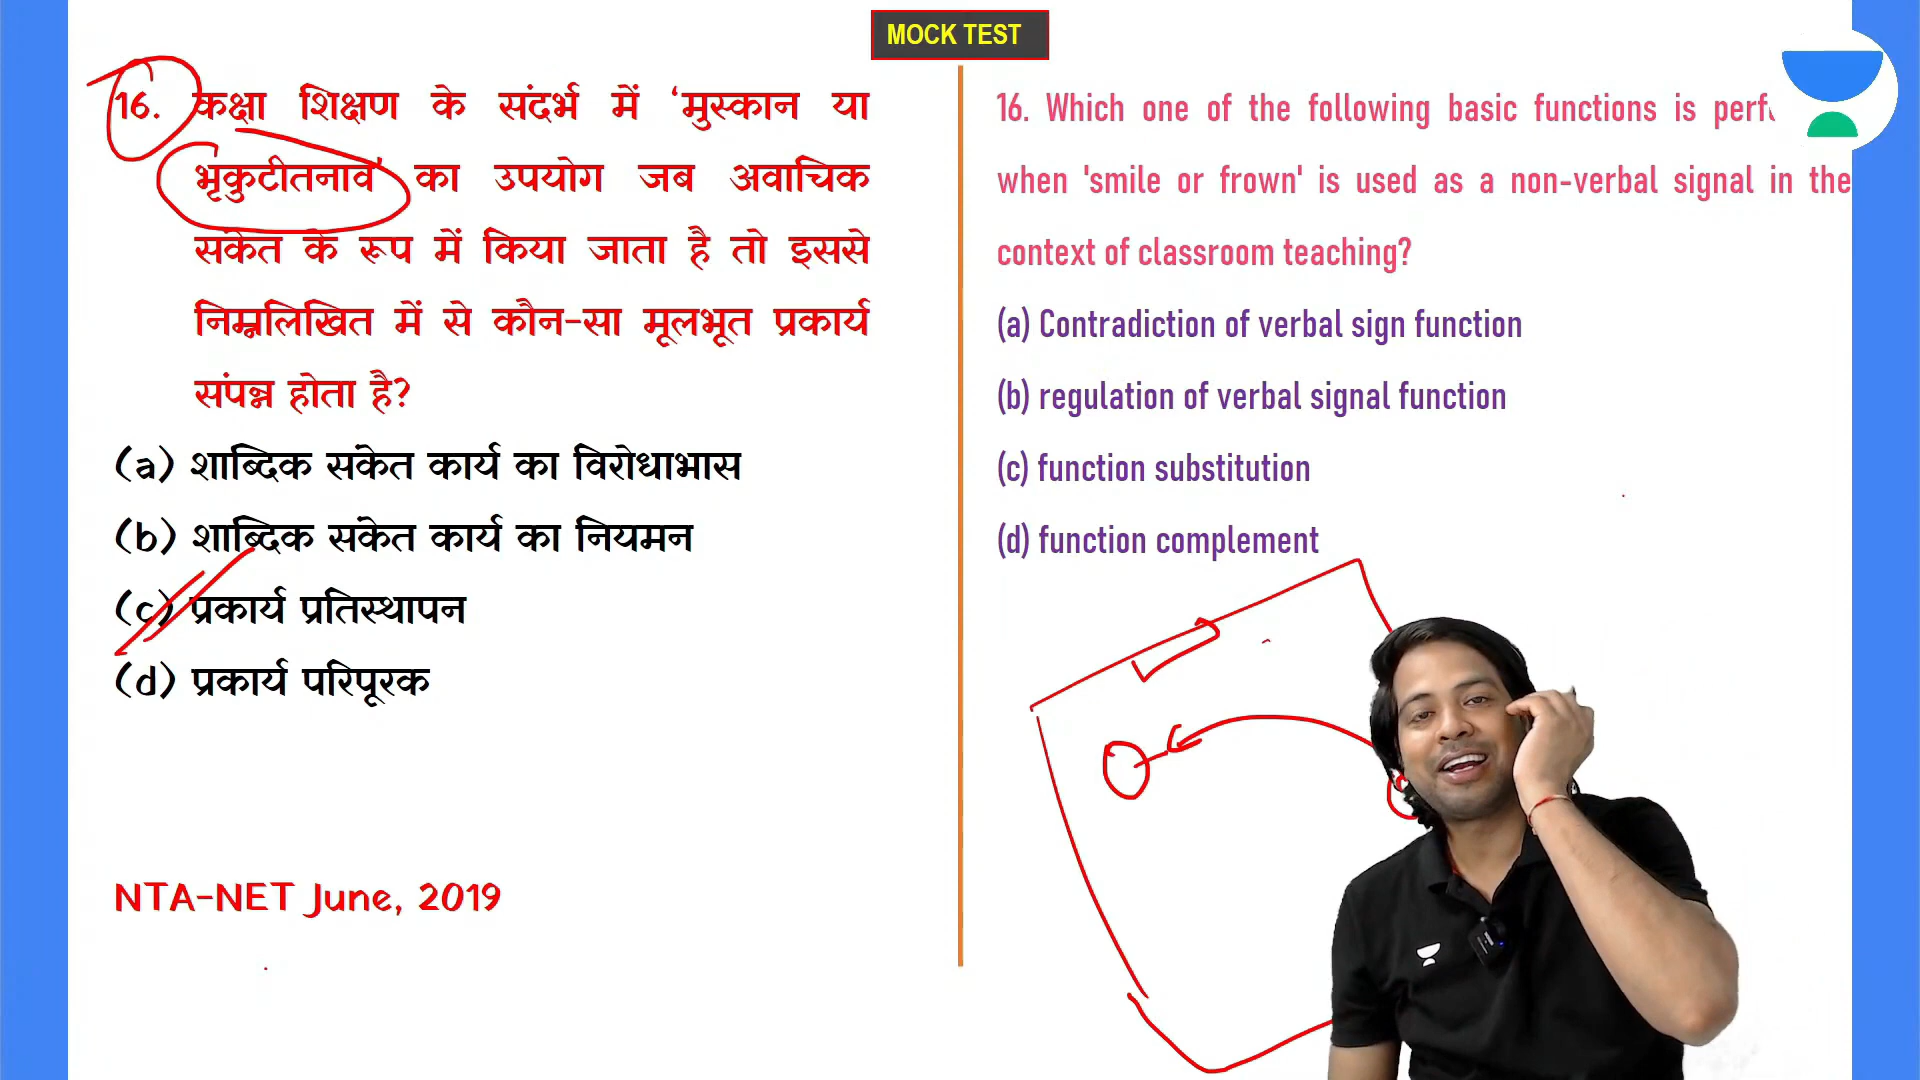 MOCK TEST
16. कक्षा शिक्षण के संदर्भ में 'मुस्कान या
भृकुटीतनाव' का उपयोग जब अवाचिक
संकेत के रूप में किया जाता है तो इससे
निम्नलिखित में से कौन-सा मूलभूत प्रकार्य
संपन्न होता है?
(a) शाब्दिक संकेत कार्य का विरोधाभास
(b) शाब्दिक संकेत कार्य का नियमन
(c) प्रकार्य प्रतिस्थापन
(d) प्रकार्य परिपूरक
NTA-NET June, 2019
16. Which one of the following basic functions is
when 'smile or frown' is used as a non-verbal signal in the
context of classroom teaching?
(a) Contradiction of verbal sign function
(b) regulation of verbal signal function
(c) function substitution
(d) function complement